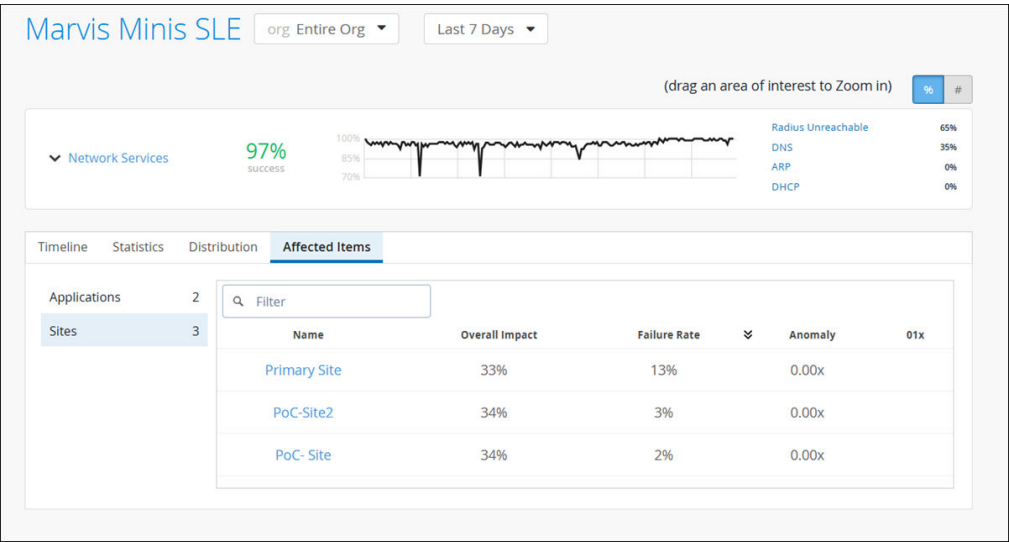 Marvis Minis SLE org Entire Org Last 7 Days
(drag an area of interest to Zoom in) % #
Network Services
97%
success
100%
85%
70%
Radius Unreachable 65%
DNS 35%
ARP 0%
DHCP 0%
Timeline Statistics Distribution Affected Items
Applications 2
Sites 3
Filter
Name Overall Impact Failure Rate Anomaly 01x
Primary Site 33% 13% 0.00x
PoC-Site2 34% 3% 0.00x
PoC- Site 34% 2% 0.00x